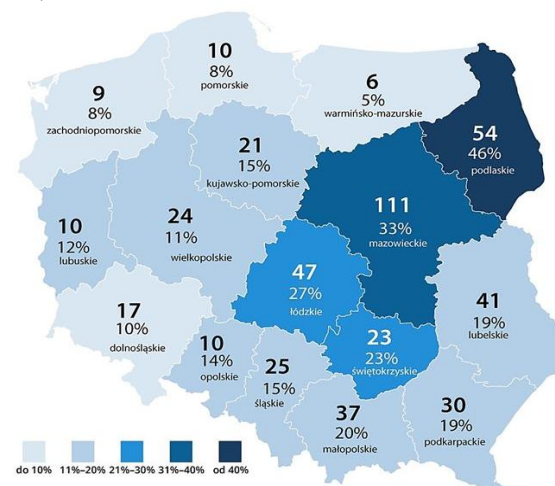 10
8%
pomorskie
9
8%
zachodniopomorskie
6
5%
warmińsko-mazurskie
54
46%
podlaskie
21
15%
kujawsko-pomorskie
111
33%
mazowieckie
10
12%
lubuskie
24
11%
wielkopolskie
47
27%
łódzkie
41
19%
lubelskie
17
10%
dolnośląskie
10
14%
opolskie
25
15%
śląskie
23
23%
świętokrzyskie
37
20%
małopolskie
30
19%
podkarpackie
do 10% 11%–20% 21%–30% 31%–40% od 40%